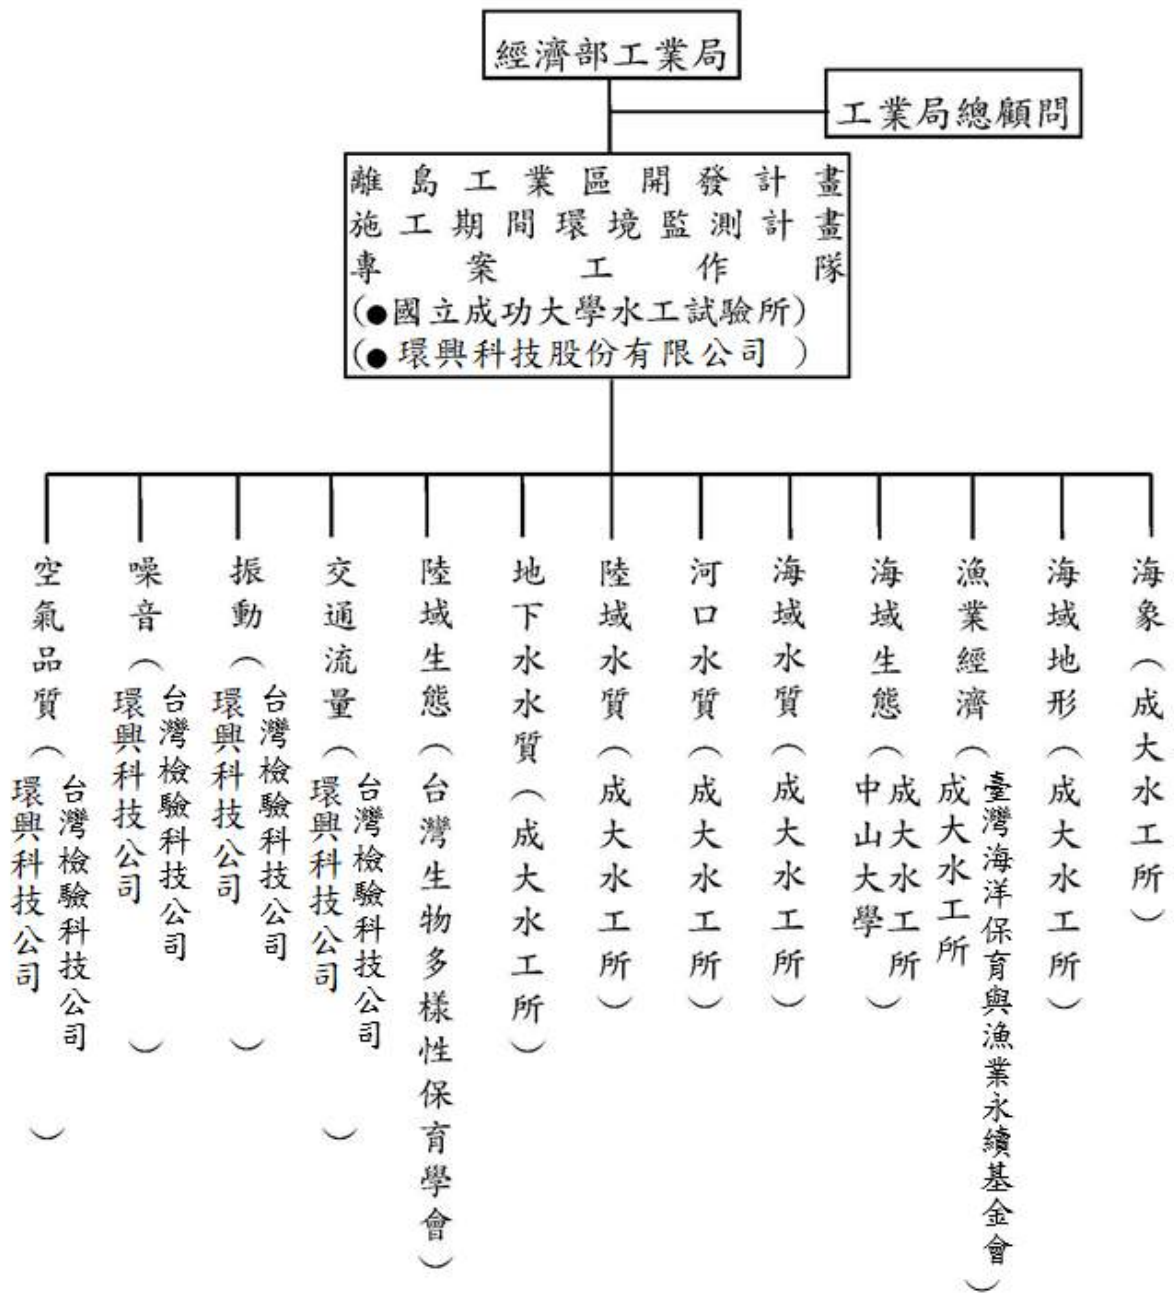 經濟部工業局
工業局總顧問
離島工業區開發計畫
施工期間環境監測計畫
專案工作隊
(●國立成功大學水工試驗所)
(●環興科技股份有限公司 )
空氣品質(
台灣檢驗科技公司
環興科技公司
)
噪音(
台灣檢驗科技公司
環興科技公司
)
振動(
台灣檢驗科技公司
環興科技公司
)
交通流量(
台灣檢驗科技公司
環興科技公司
)
陸域生態(台灣生物多樣性保育學會)
地下水水質(成大水工所)
陸域水質(成大水工所)
河口水質(成大水工所)
海域水質(成大水工所)
海域生態(
成大水工所
中山大學
)
漁業經濟(
臺灣海洋保育與漁業永續基金會
成大水工所
)
海域地形(成大水工所)
海象(成大水工所)